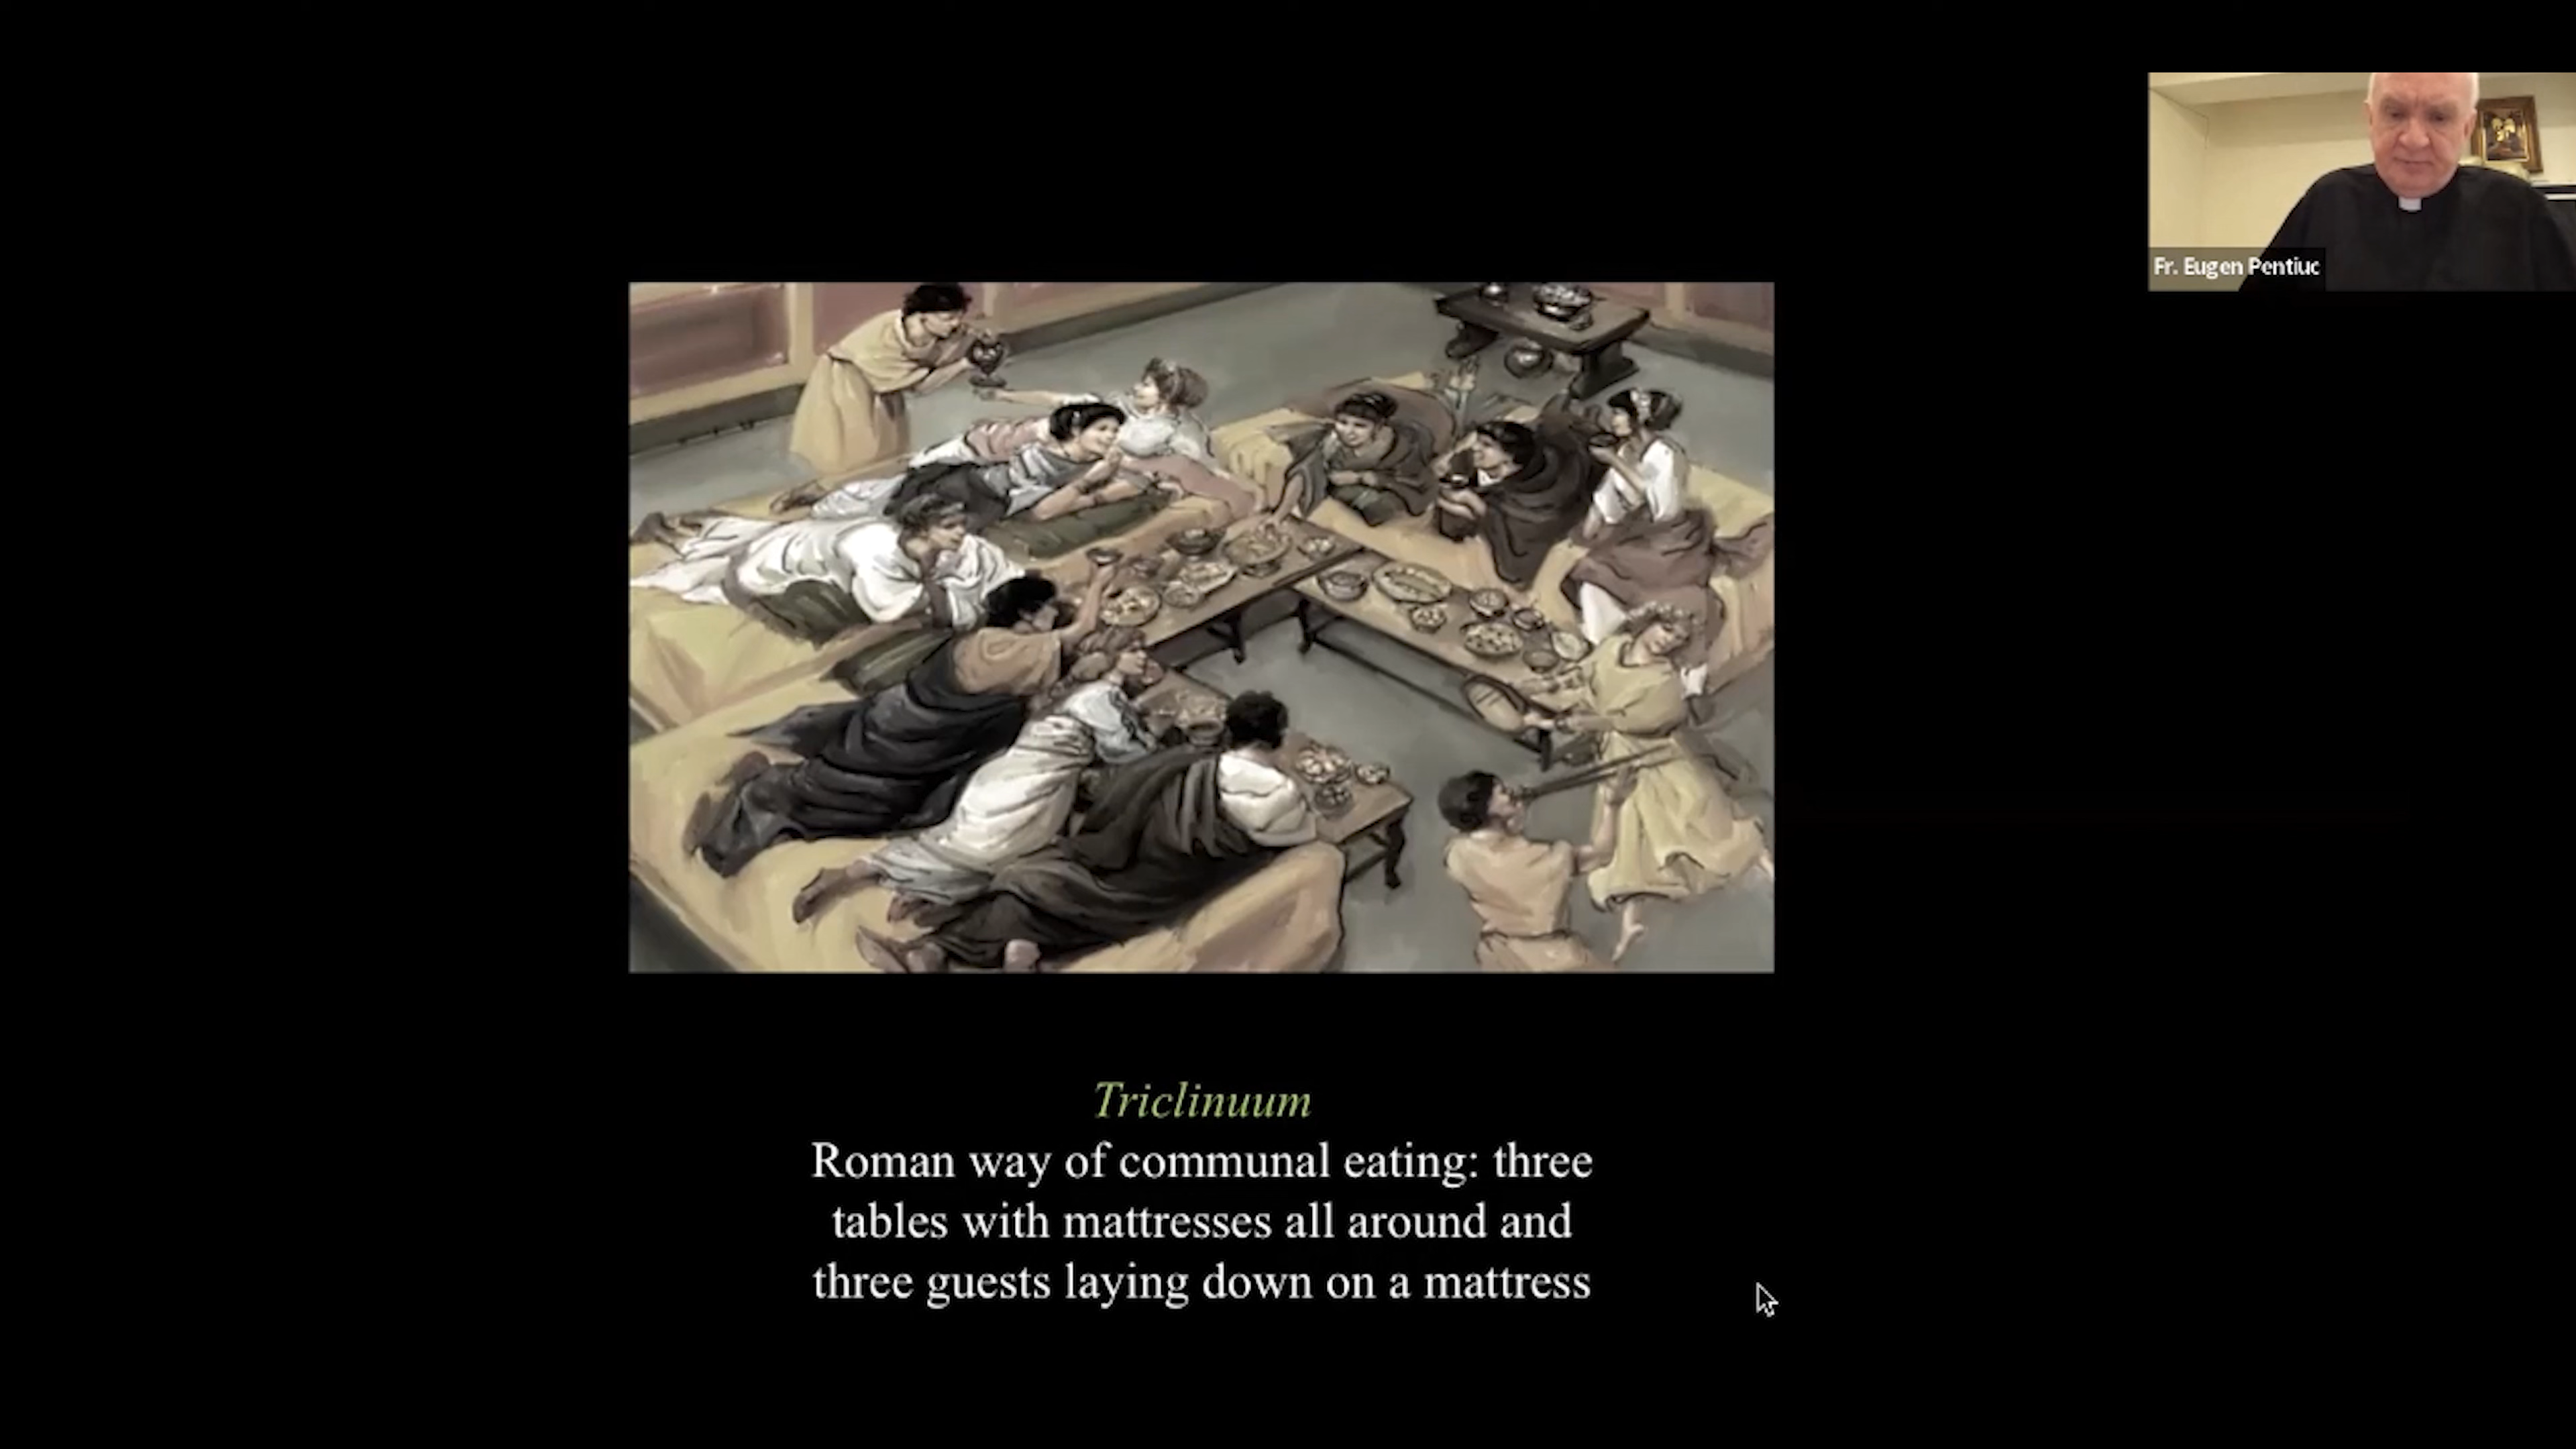 Fr. Eugen Pentiuc
Triclinuum
Roman way of communal eating: three
tables with mattresses all around and
three guests laying down on a mattress